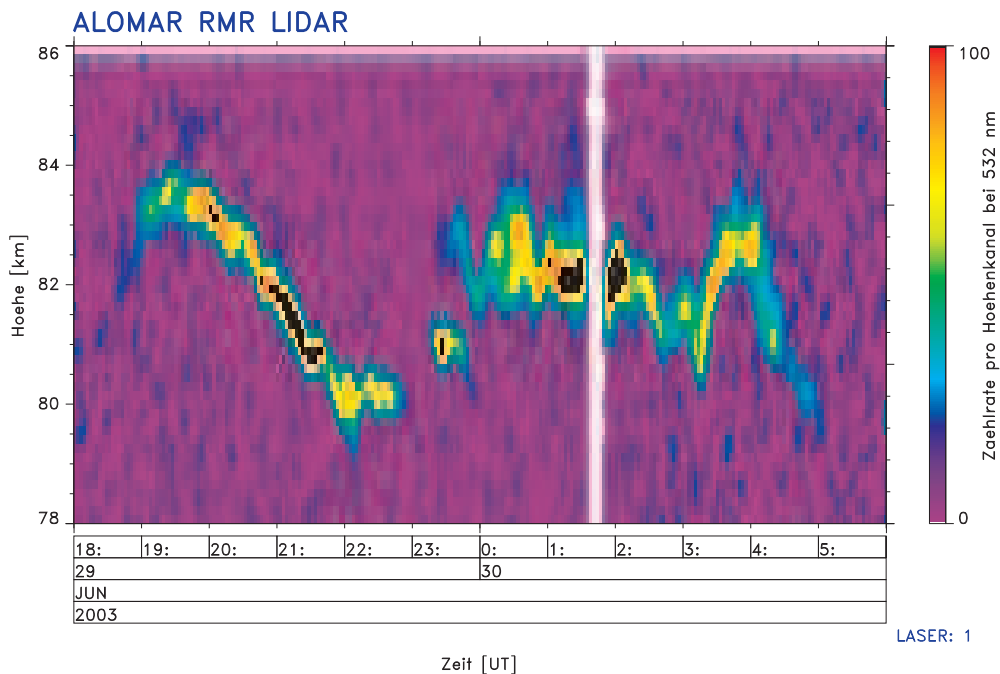 ALOMAR RMR LIDAR
86
84
82
80
78
Hoehe [km]
100
0
Zaehlrate pro Hoehenkanal bei 532 nm
18: 19: 20: 21: 22: 23: 0: 1: 2: 3: 4: 5:
29 30
JUN
2003
LASER: 1
Zeit [UT]